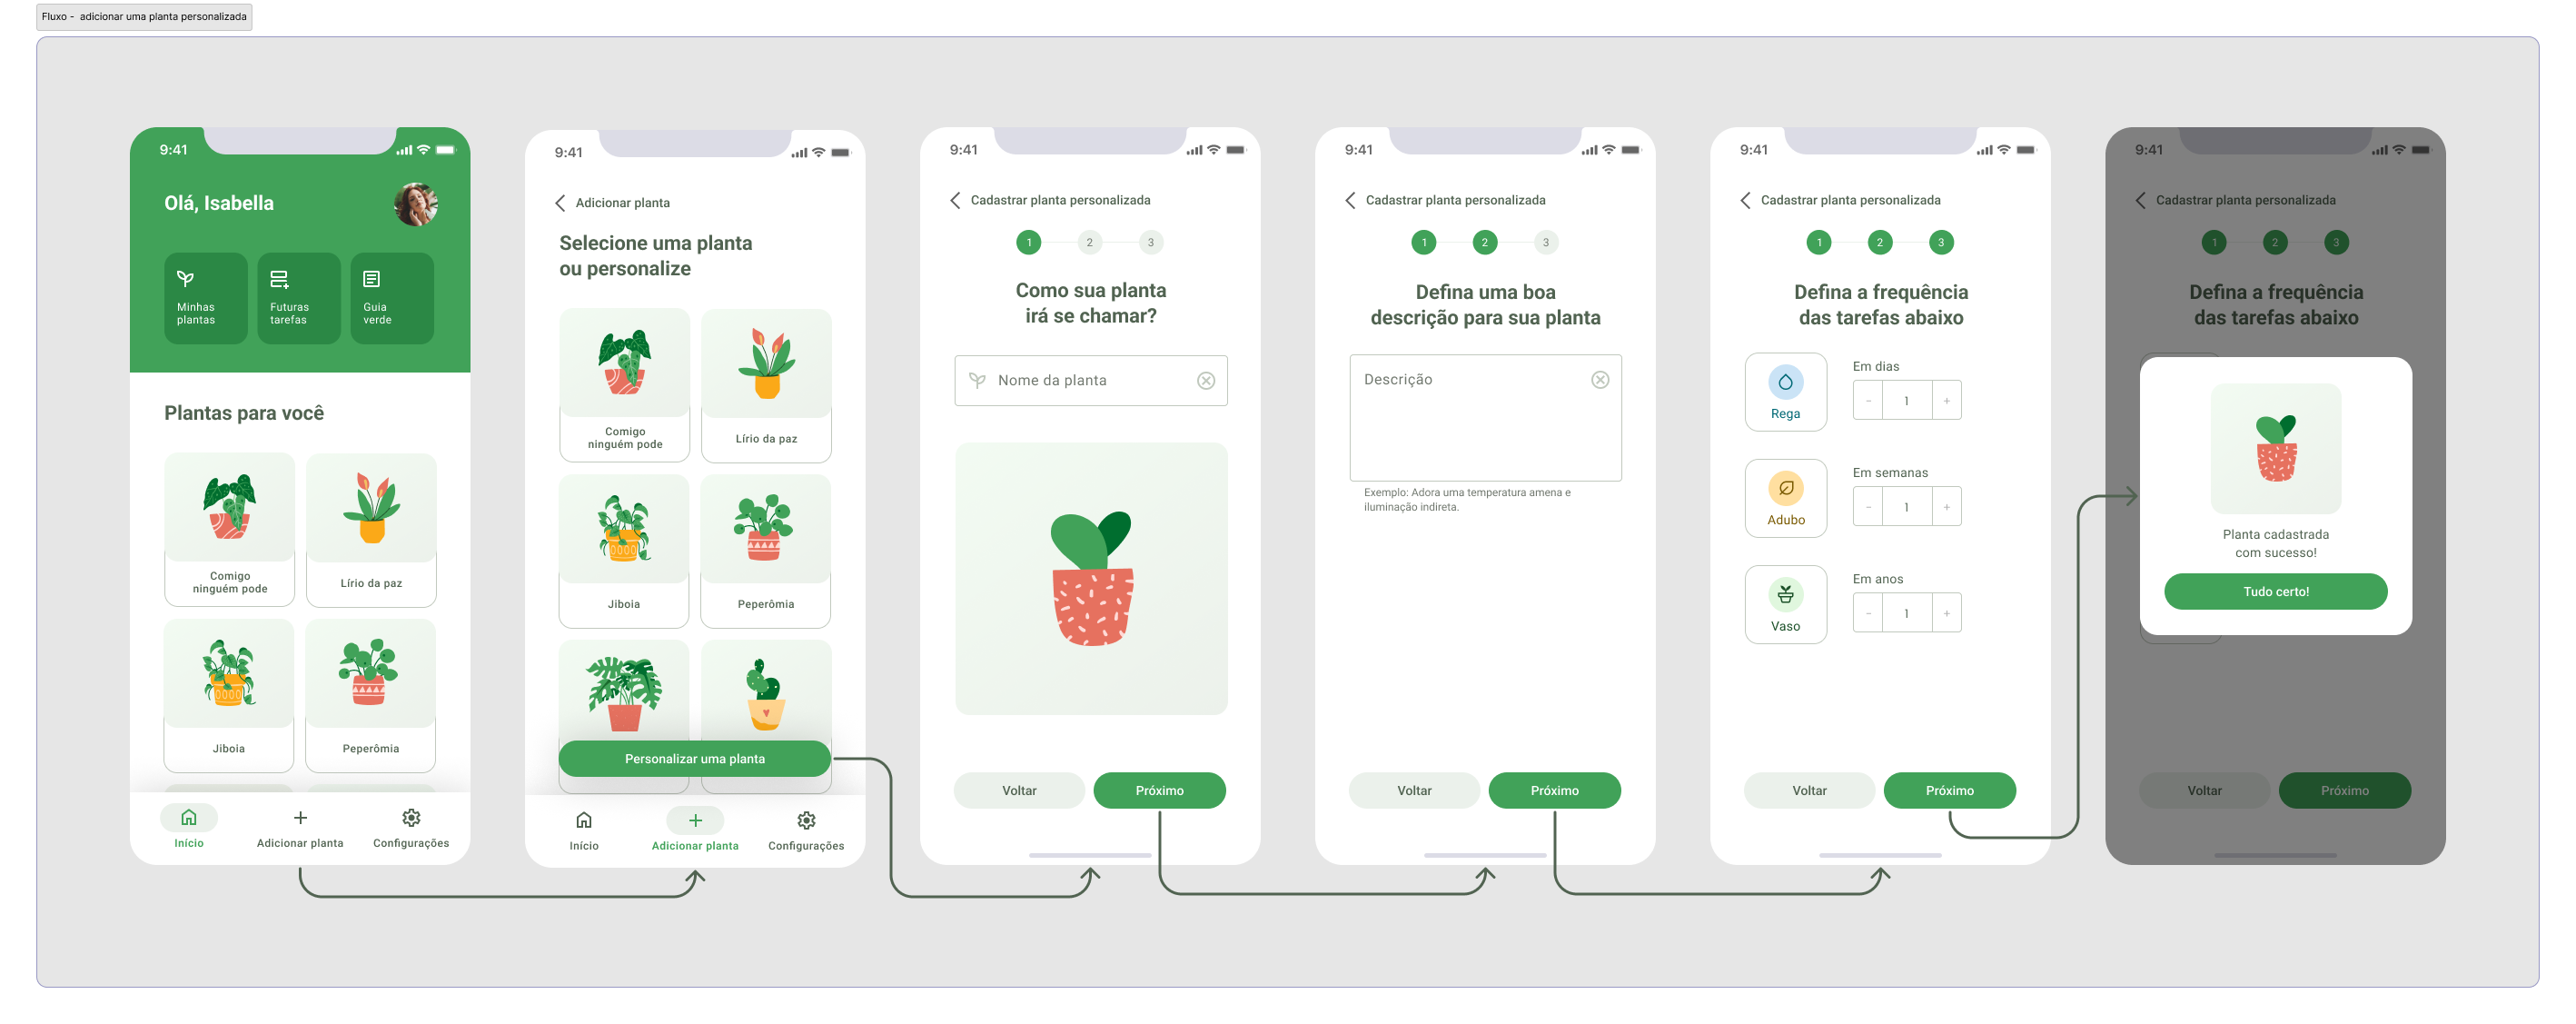 Fluxo - adicionar uma planta personalizada
9:41
Olá, Isabella
Minhas
plantas
Futuras
tarefas
Guia
verde
Plantas para você
Comigo
ninguém pode
Lírio da paz
Jiboia
Peperômia
Início
Adicionar planta
Configurações
9:41
Adicionar planta
Selecione uma planta
ou personalize
Comigo
ninguém pode
Lírio da paz
Jiboia
Peperômia
Personalizar uma planta
Início
Adicionar planta
Configurações
9:41
Cadastrar planta personalizada
1 2 3
Como sua planta
irá se chamar?
Nome da planta
Voltar
Próximo
9:41
Cadastrar planta personalizada
1 2 3
Defina uma boa
descrição para sua planta
Descrição
Exemplo: Adora uma temperatura amena e
iluminação indireta.
Voltar
Próximo
9:41
Cadastrar planta personalizada
1 2 3
Defina a frequência
das tarefas abaixo
Rega
Em dias
- 1 +
Adubo
Em semanas
- 1 +
Vaso
Em anos
- 1 +
Voltar
Próximo
9:41
Cadastrar planta personalizada
1 2 3
Defina a frequência
das tarefas abaixo
Planta cadastrada
com sucesso!
Tudo certo!
Voltar
Próximo